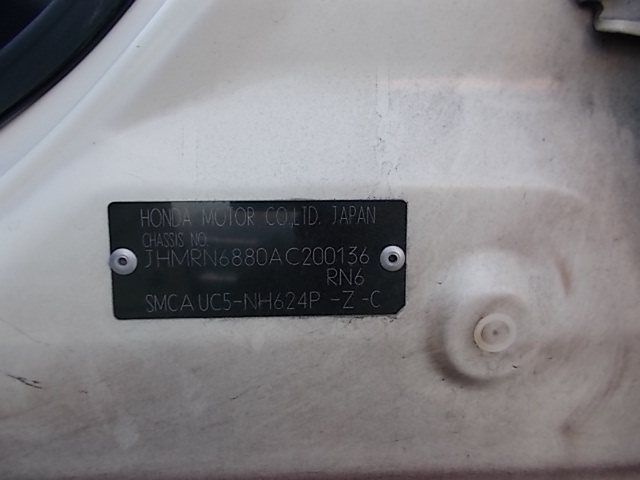 HONDA MOTOR CO.,LTD. JAPAN
CHASSIS NO.
JHMRN6880AC200136
RN6
SMCA UC5-NH624P -Z -C